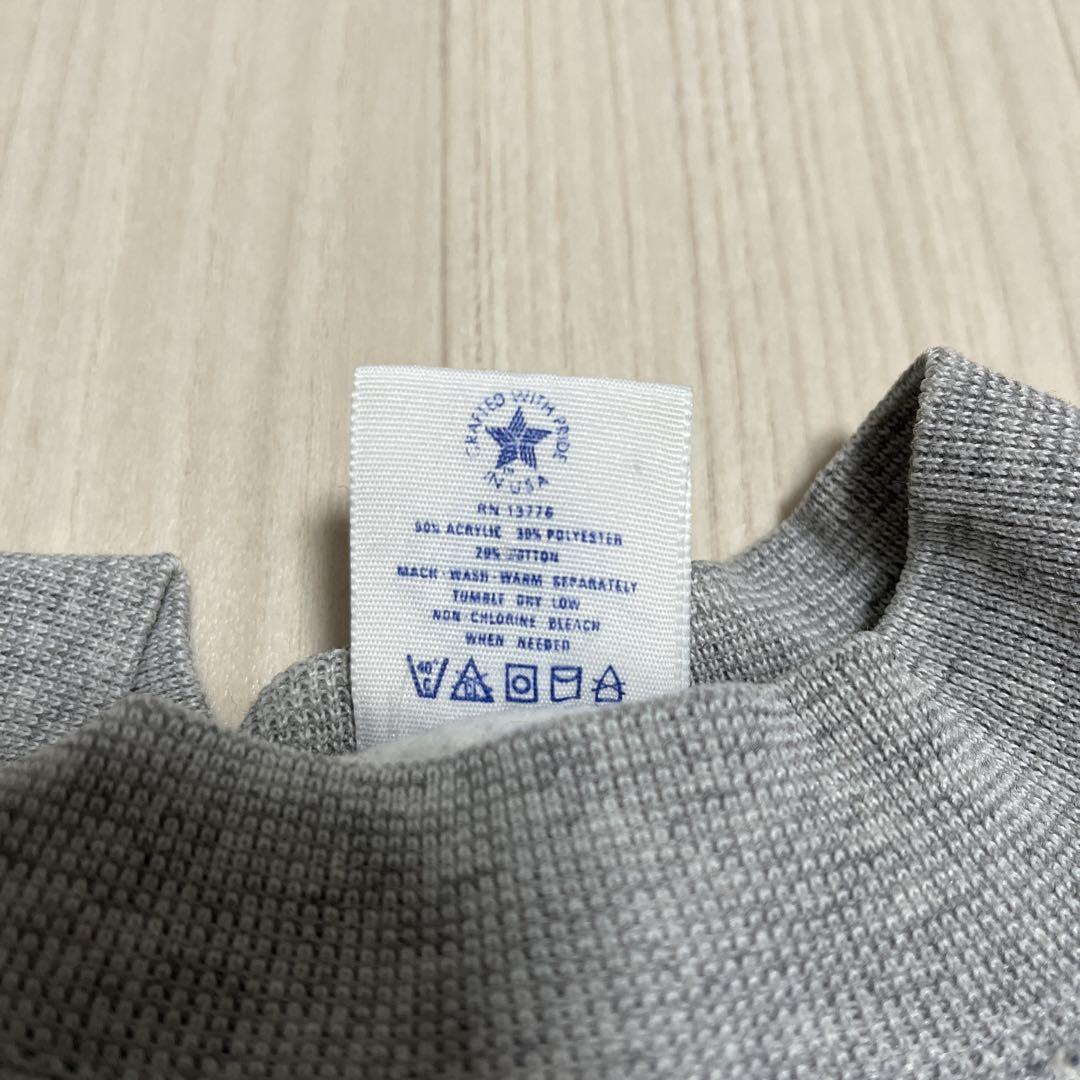 CRAFTED WITH PRIDE
IN USA
RN 13776
50% ACRYLIC 30% POLYESTER
20% COTTON
MACH-WASH-WARM SEPARATELY
TUMBLE DRY LOW
NON CHLORINE BLEACH
WHEN NEEDED
40°
C